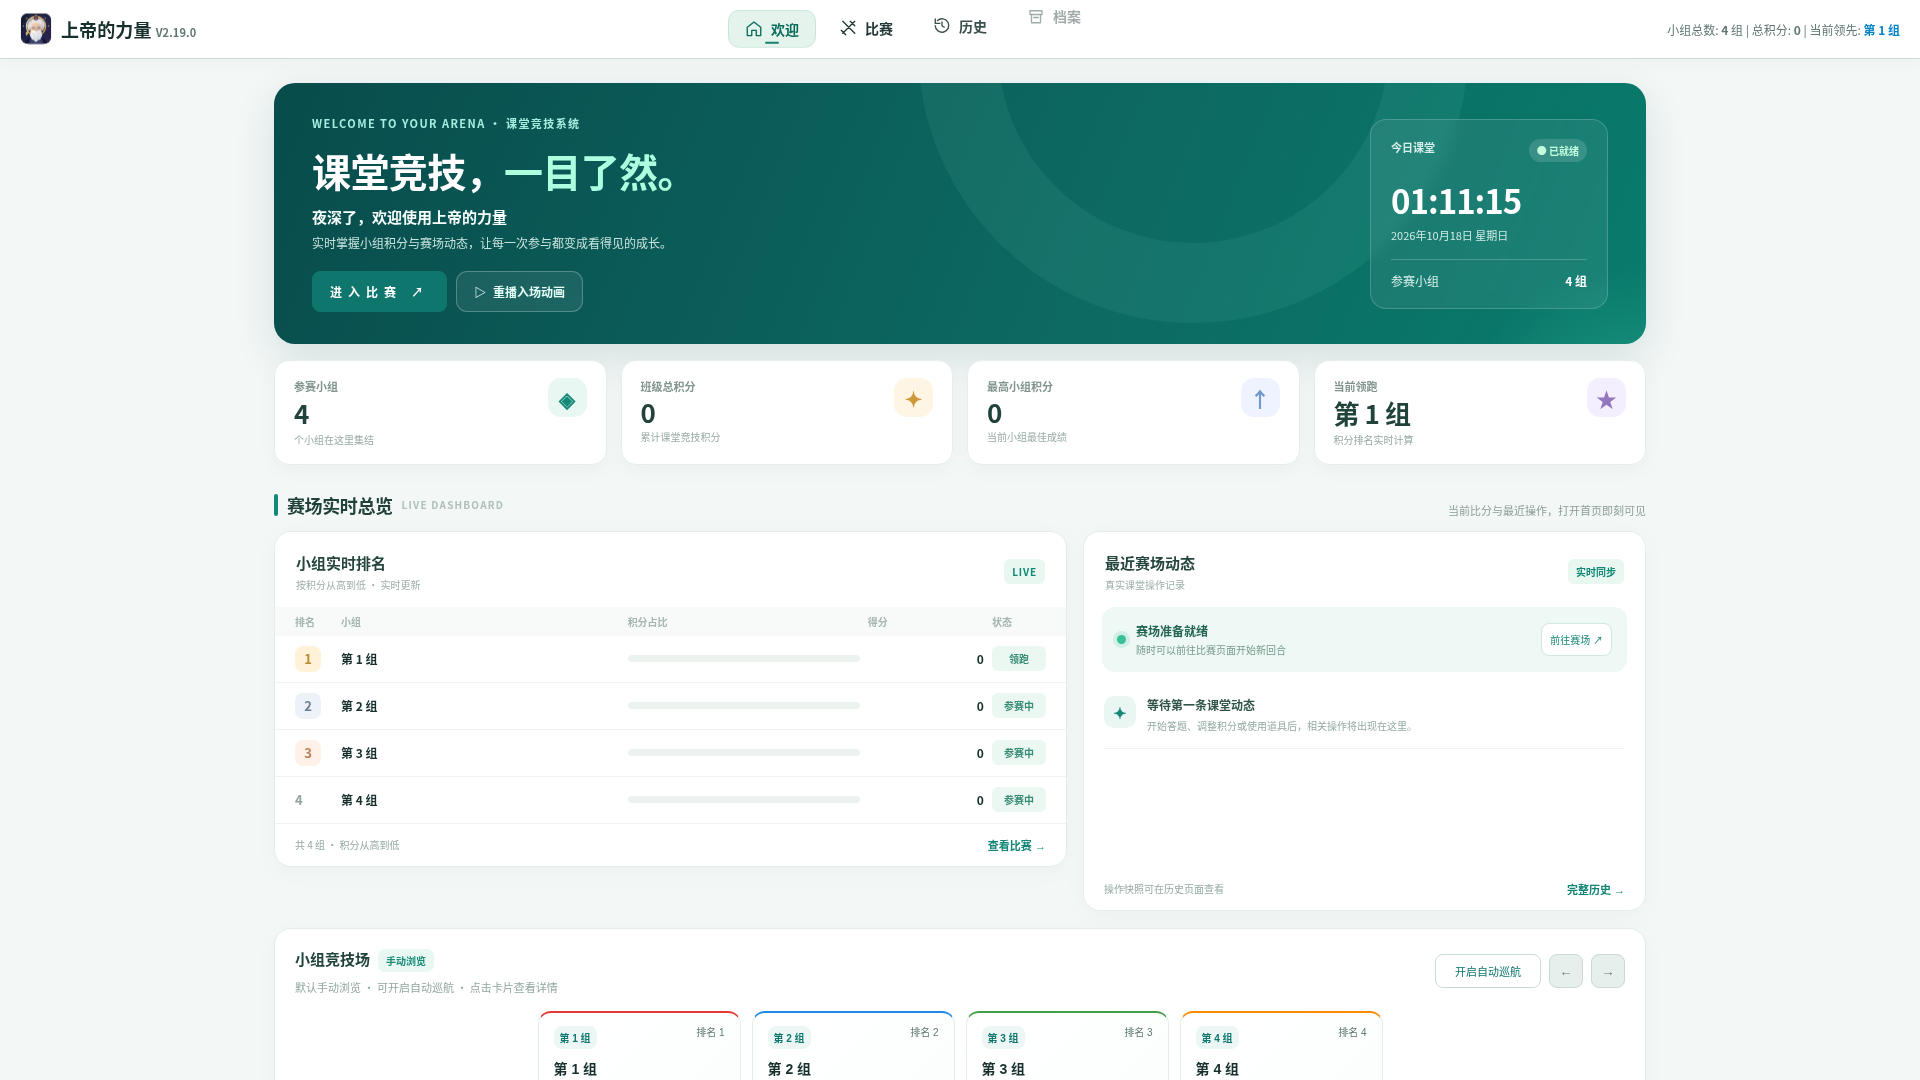 上帝的力量 V2.19.0
欢迎
比赛
历史
档案
小组总数: 4 组 | 总积分: 0 | 当前领先: 第 1 组
WELCOME TO YOUR ARENA • 课堂竞技系统
课堂竞技，一目了然。
夜深了，欢迎使用上帝的力量
实时掌握小组积分与赛场动态，让每一次参与都变成看得见的成长。
进入比赛 ↗
▷ 重播入场动画
今日课堂
已就绪
01:11:15
2026年10月18日 星期日
参赛小组
4 组
参赛小组
4
个小组在这里集结
班级总积分
0
累计课堂竞技积分
最高小组积分
0
当前小组最佳成绩
当前领跑
第 1 组
积分排名实时计算
赛场实时总览 LIVE DASHBOARD
当前比分与最近操作，打开首页即刻可见
小组实时排名
按积分从高到低 • 实时更新
LIVE
排名 小组 积分占比 得分 状态
1 第 1 组 0 领跑
2 第 2 组 0 参赛中
3 第 3 组 0 参赛中
4 第 4 组 0 参赛中
共 4 组 • 积分从高到低
查看比赛 →
最近赛场动态
真实课堂操作记录
实时同步
赛场准备就绪
随时可以前往比赛页面开始新回合
前往赛场 ↗
等待第一条课堂动态
开始答题、调整积分或使用道具后，相关操作将出现在这里。
操作快照可在历史页面查看
完整历史 →
小组竞技场 手动浏览
默认手动浏览 • 可开启自动巡航 • 点击卡片查看详情
开启自动巡航
←
→
第 1 组 排名 1
第 1 组
第 2 组 排名 2
第 2 组
第 3 组 排名 3
第 3 组
第 4 组 排名 4
第 4 组